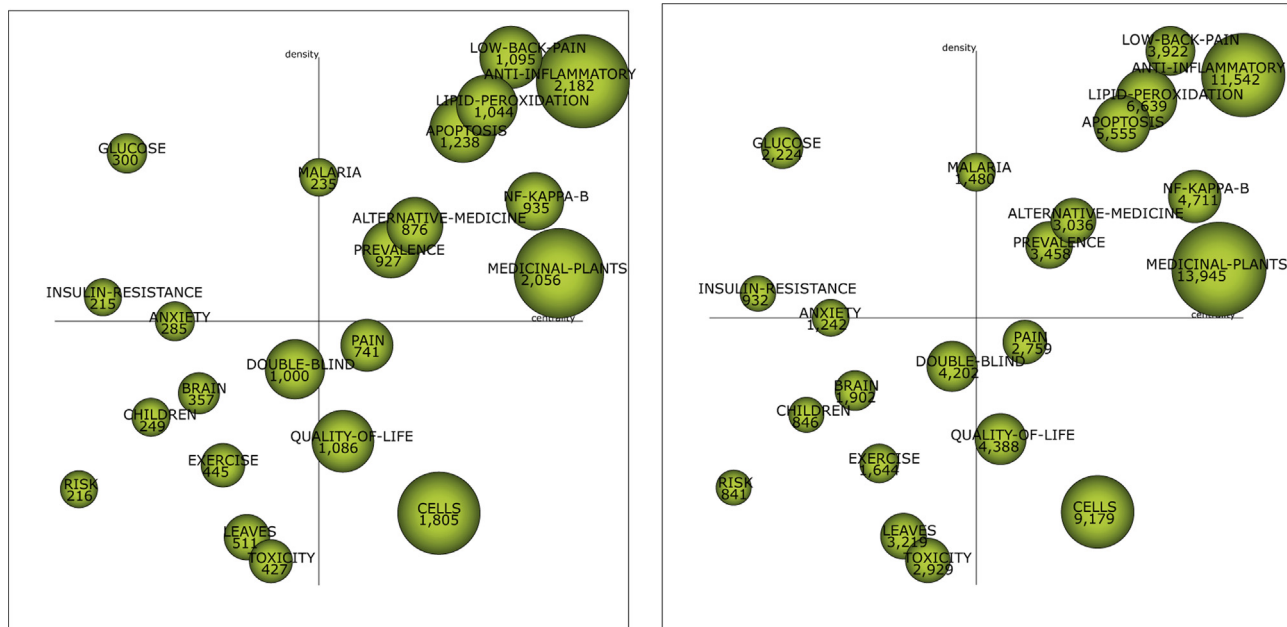 density
LOW-BACK-PAIN
1,095
ANTI-INFLAMMATORY
2,182
LIPID-PEROXIDATION
1,044
APOPTOSIS
1,238
GLUCOSE
300
MALARIA
235
NF-KAPPA-B
935
ALTERNATIVE-MEDICINE
876
PREVALENCE
927
MEDICINAL-PLANTS
2,056
INSULIN-RESISTANCE
215
centrality
ANXIETY
285
PAIN
741
DOUBLE-BLIND
1,000
BRAIN
357
CHILDREN
249
QUALITY-OF-LIFE
1,086
EXERCISE
445
RISK
216
CELLS
1,805
LEAVES
511
TOXICITY
427
density
LOW-BACK-PAIN
3,922
ANTI-INFLAMMATORY
11,542
LIPID-PEROXIDATION
6,639
APOPTOSIS
5,555
GLUCOSE
2,224
MALARIA
1,480
NF-KAPPA-B
4,711
ALTERNATIVE-MEDICINE
3,036
PREVALENCE
3,458
MEDICINAL-PLANTS
13,945
INSULIN-RESISTANCE
932
centrality
ANXIETY
1,242
PAIN
2,759
DOUBLE-BLIND
4,202
BRAIN
1,902
CHILDREN
846
QUALITY-OF-LIFE
4,388
EXERCISE
1,644
RISK
841
CELLS
9,179
LEAVES
3,219
TOXICITY
2,929